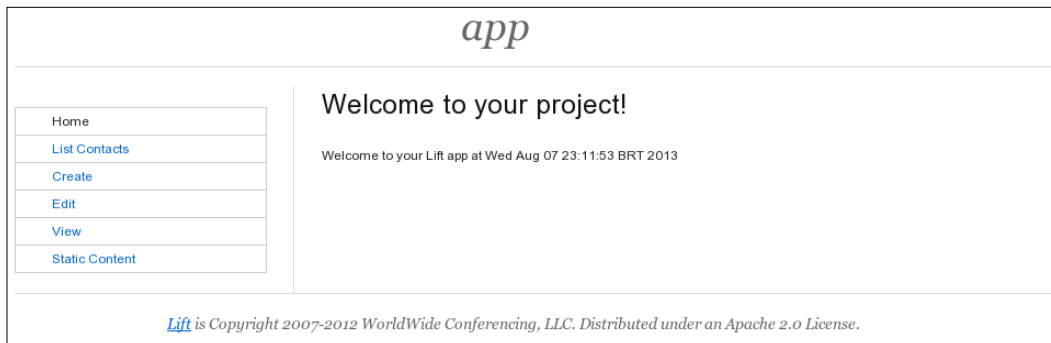 app
Home
List Contacts
Create
Edit
View
Static Content
Welcome to your project!
Welcome to your Lift app at Wed Aug 07 23:11:53 BRT 2013
Lift is Copyright 2007-2012 WorldWide Conferencing, LLC. Distributed under an Apache 2.0 License.